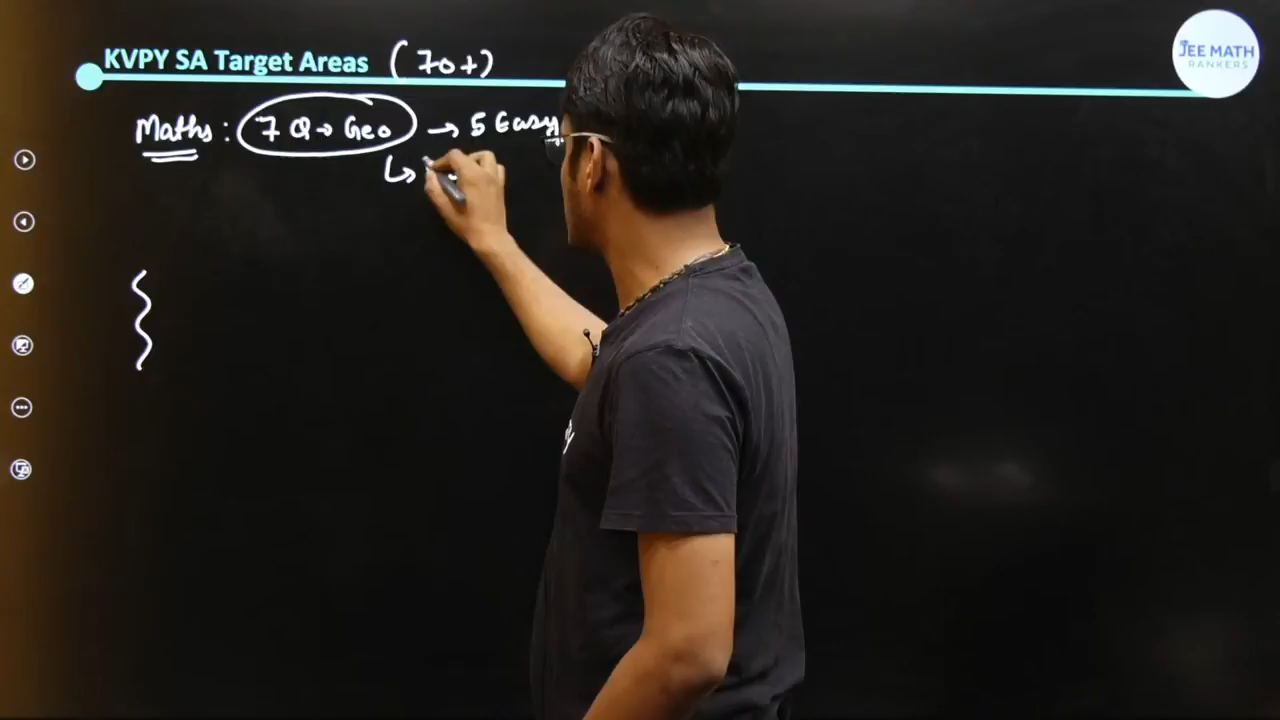 KVPY SA Target Areas (70+)
JEE MATH
RANKERS
Maths : 7 Q → Geo → 5 Easy